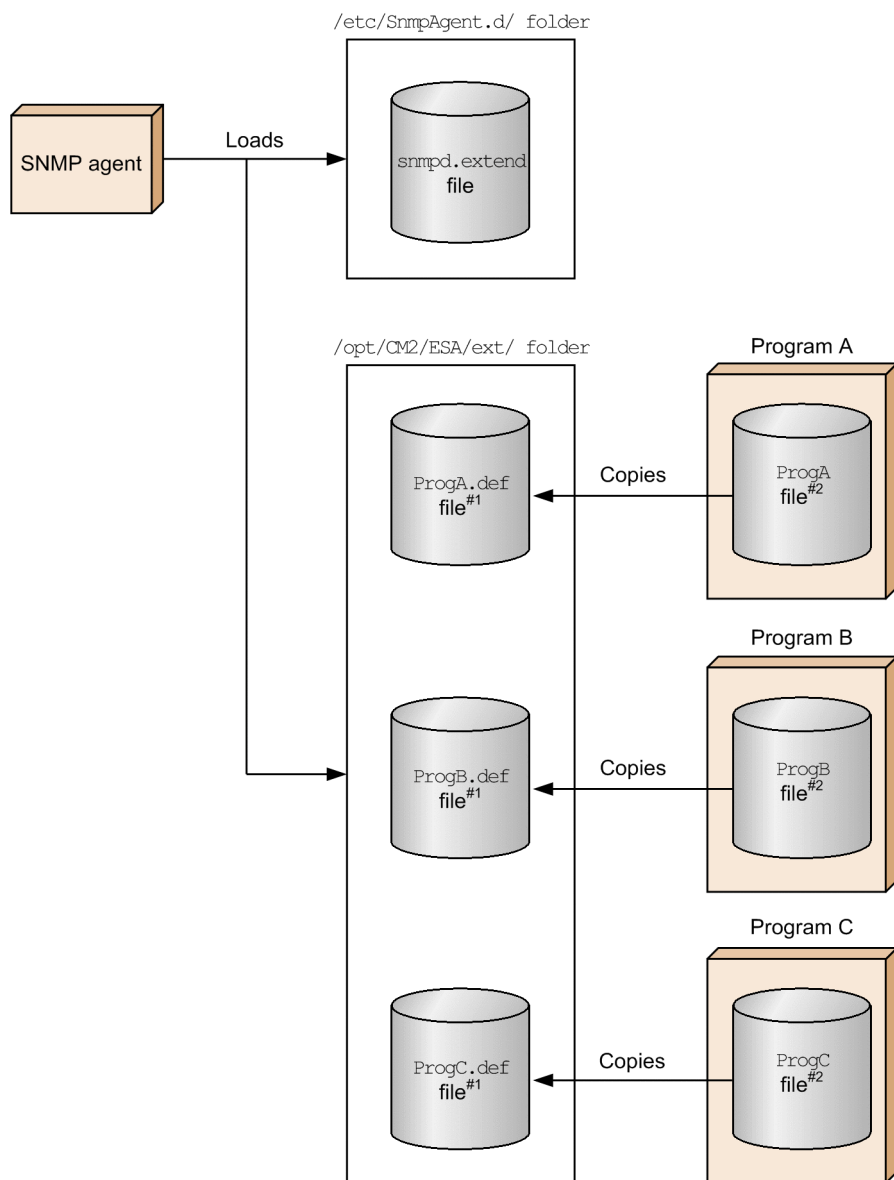 /etc/SnmpAgent.d/ folder
SNMP agent
Loads
snmpd.extend
file
/opt/CM2/ESA/ext/ folder
Program A
ProgA.def
file#1
Copies
ProgA
file#2
Program B
ProgB.def
file#1
Copies
ProgB
file#2
Program C
ProgC.def
file#1
Copies
ProgC
file#2